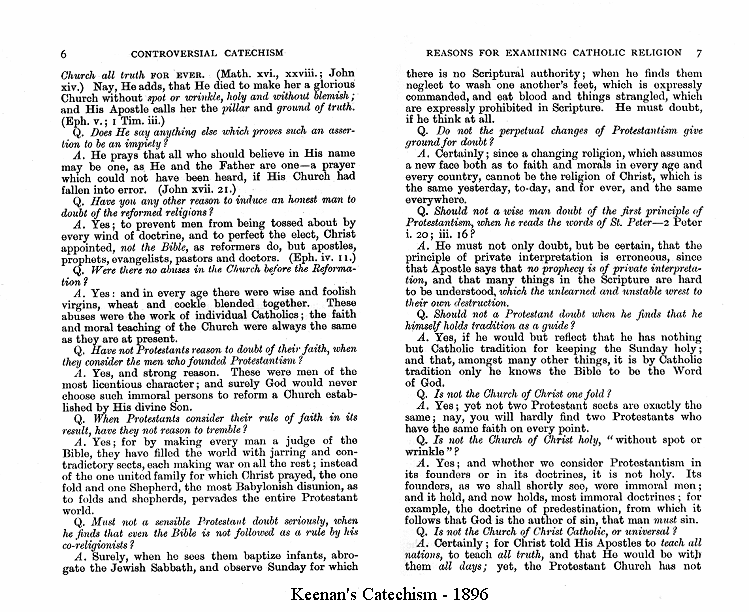 6 CONTROVERSIAL CATECHISM
Church all truth FOR EVER. (Math. xvi., xxviii.; John
xiv.) Nay, He adds, that He died to make her a glorious
Church without spot or wrinkle, holy and without blemish;
and His Apostle calls her the pillar and ground of truth.
(Eph. v.; 1 Tim. iii.)
Q. Does He say anything else which proves such an asser-
tion to be an impiety?
A. He prays that all who should believe in His name
may be one, as He and the Father are one—a prayer
which could not have been heard, if His Church had
fallen into error. (John xvii. 21.)
Q. Have you any other reason to induce an honest man to
doubt of the reformed religions?
A. Yes; to prevent men from being tossed about by
every wind of doctrine, and to perfect the elect, Christ
appointed, not the Bible, as reformers do, but apostles,
prophets, evangelists, pastors and doctors. (Eph. iv. 11.)
Q. Were there no abuses in the Church before the Reforma-
tion?
A. Yes: and in every age there were wise and foolish
virgins, wheat and cockle blended together. These
abuses were the work of individual Catholics; the faith
and moral teaching of the Church were always the same
as they are at present.
Q. Have not Protestants reason to doubt of their faith, when
they consider the men who founded Protestantism?
A. Yes, and strong reason. These were men of the
most licentious character; and surely God would never
choose such immoral persons to reform a Church estab-
lished by His divine Son.
Q. When Protestants consider their rule of faith in its
result, have they not reason to tremble?
A. Yes; for by making every man a judge of the
Bible, they have filled the world with jarring and con-
tradictory sects, each making war on all the rest; instead
of the one united family for which Christ prayed, the one
fold and one Shepherd, the most Babylonish disunion, as
to folds and shepherds, pervades the entire Protestant
world.
Q. Must not a sensible Protestant doubt seriously, when
he finds that even the Bible is not followed as a rule by his
co-religionists?
A. Surely, when he sees them baptize infants, abro-
gate the Jewish Sabbath, and observe Sunday for which
REASONS FOR EXAMINING CATHOLIC RELIGION 7
there is no Scriptural authority; when he finds them
neglect to wash one another's feet, which is expressly
commanded, and eat blood and things strangled, which
are expressly prohibited in Scripture. He must doubt,
if he think at all.
Q. Do not the perpetual changes of Protestantism give
ground for doubt?
A. Certainly; since a changing religion, which assumes
a new face both as to faith and morals in every age and
every country, cannot be the religion of Christ, which is
the same yesterday, to-day, and for ever, and the same
everywhere.
Q. Should not a wise man doubt of the first principle of
Protestantism, when he reads the words of St. Peter—2 Peter
i. 20; iii. 16?
A. He must not only doubt, but be certain, that the
principle of private interpretation is erroneous, since
that Apostle says that no prophecy is of private interpreta-
tion, and that many things in the Scripture are hard
to be understood, which the unlearned and unstable wrest to
their own destruction.
Q. Should not a Protestant doubt when he finds that he
himself holds tradition as a guide?
A. Yes, if he would but reflect that he has nothing
but Catholic tradition for keeping the Sunday holy;
and that, amongst many other things, it is by Catholic
tradition only he knows the Bible to be the Word
of God.
Q. Is not the Church of Christ one fold?
A. Yes; yet not two Protestant sects are exactly the
same; nay, you will hardly find two Protestants who
have the same faith on every point.
Q. Is not the Church of Christ holy, "without spot or
wrinkle"?
A. Yes; and whether we consider Protestantism in
its founders or in its doctrines, it is not holy. Its
founders, as we shall shortly see, were immoral men;
and it held, and now holds, most immoral doctrines; for
example, the doctrine of predestination, from which it
follows that God is the author of sin, that man must sin.
Q. Is not the Church of Christ Catholic, or universal?
A. Certainly; for Christ told His Apostles to teach all
nations, to teach all truth, and that He would be with
them all days; yet, the Protestant Church has not
Keenan's Catechism - 1896